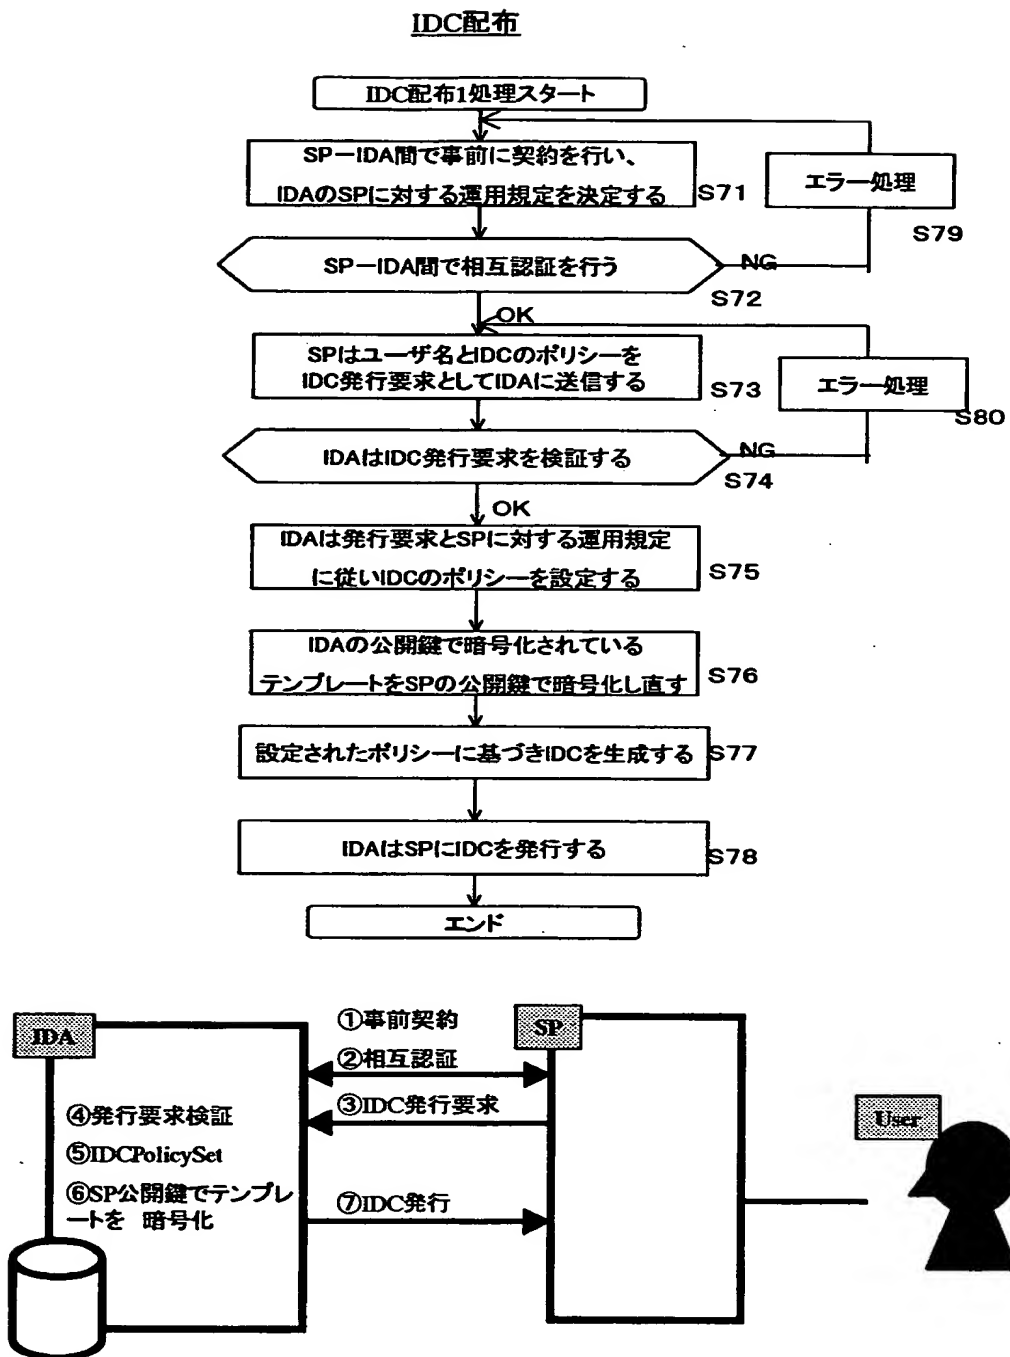 IDC配布
IDC配布1処理スタート
SP－IDA間で事前に契約を行い、
IDAのSPに対する運用規定を決定する
S71
エラー処理
S79
SP－IDA間で相互認証を行う
NG
S72
OK
SPはユーザ名とIDCのポリシーを
IDC発行要求としてIDAに送信する
S73
エラー処理
S80
IDAはIDC発行要求を検証する
NG
S74
OK
IDAは発行要求とSPに対する運用規定
に従いIDCのポリシーを設定する
S75
IDAの公開鍵で暗号化されている
テンプレートをSPの公開鍵で暗号化し直す
S76
設定されたポリシーに基づきIDCを生成する
S77
IDAはSPにIDCを発行する
S78
エンド
IDA
①事前契約
SP
②相互認証
③IDC発行要求
④発行要求検証
⑤IDCPolicySet
⑥SP公開鍵でテンプレ
ートを 暗号化
⑦IDC発行
User